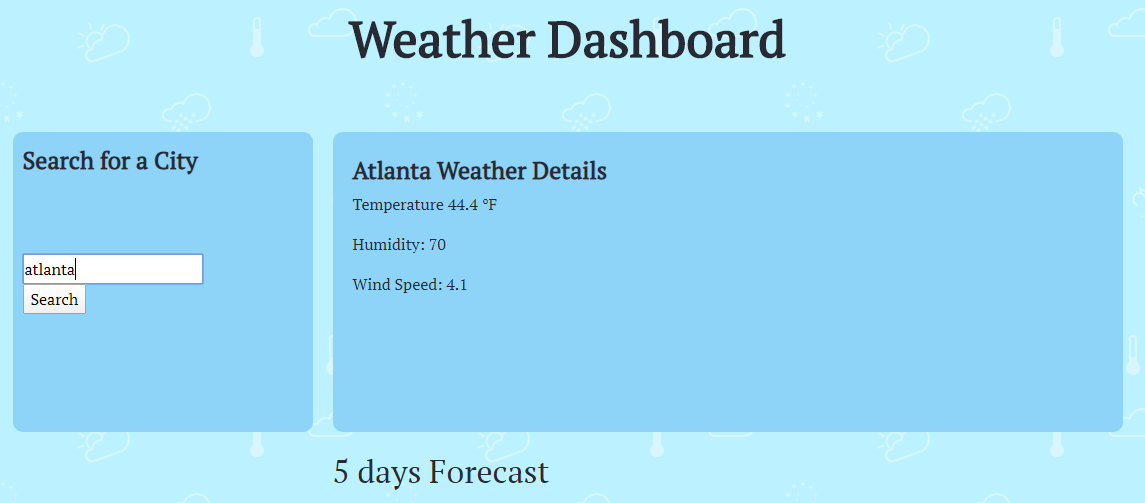 Weather Dashboard
Search for a City
atlanta
Search
Atlanta Weather Details
Temperature 44.4 °F
Humidity: 70
Wind Speed: 4.1
5 days Forecast